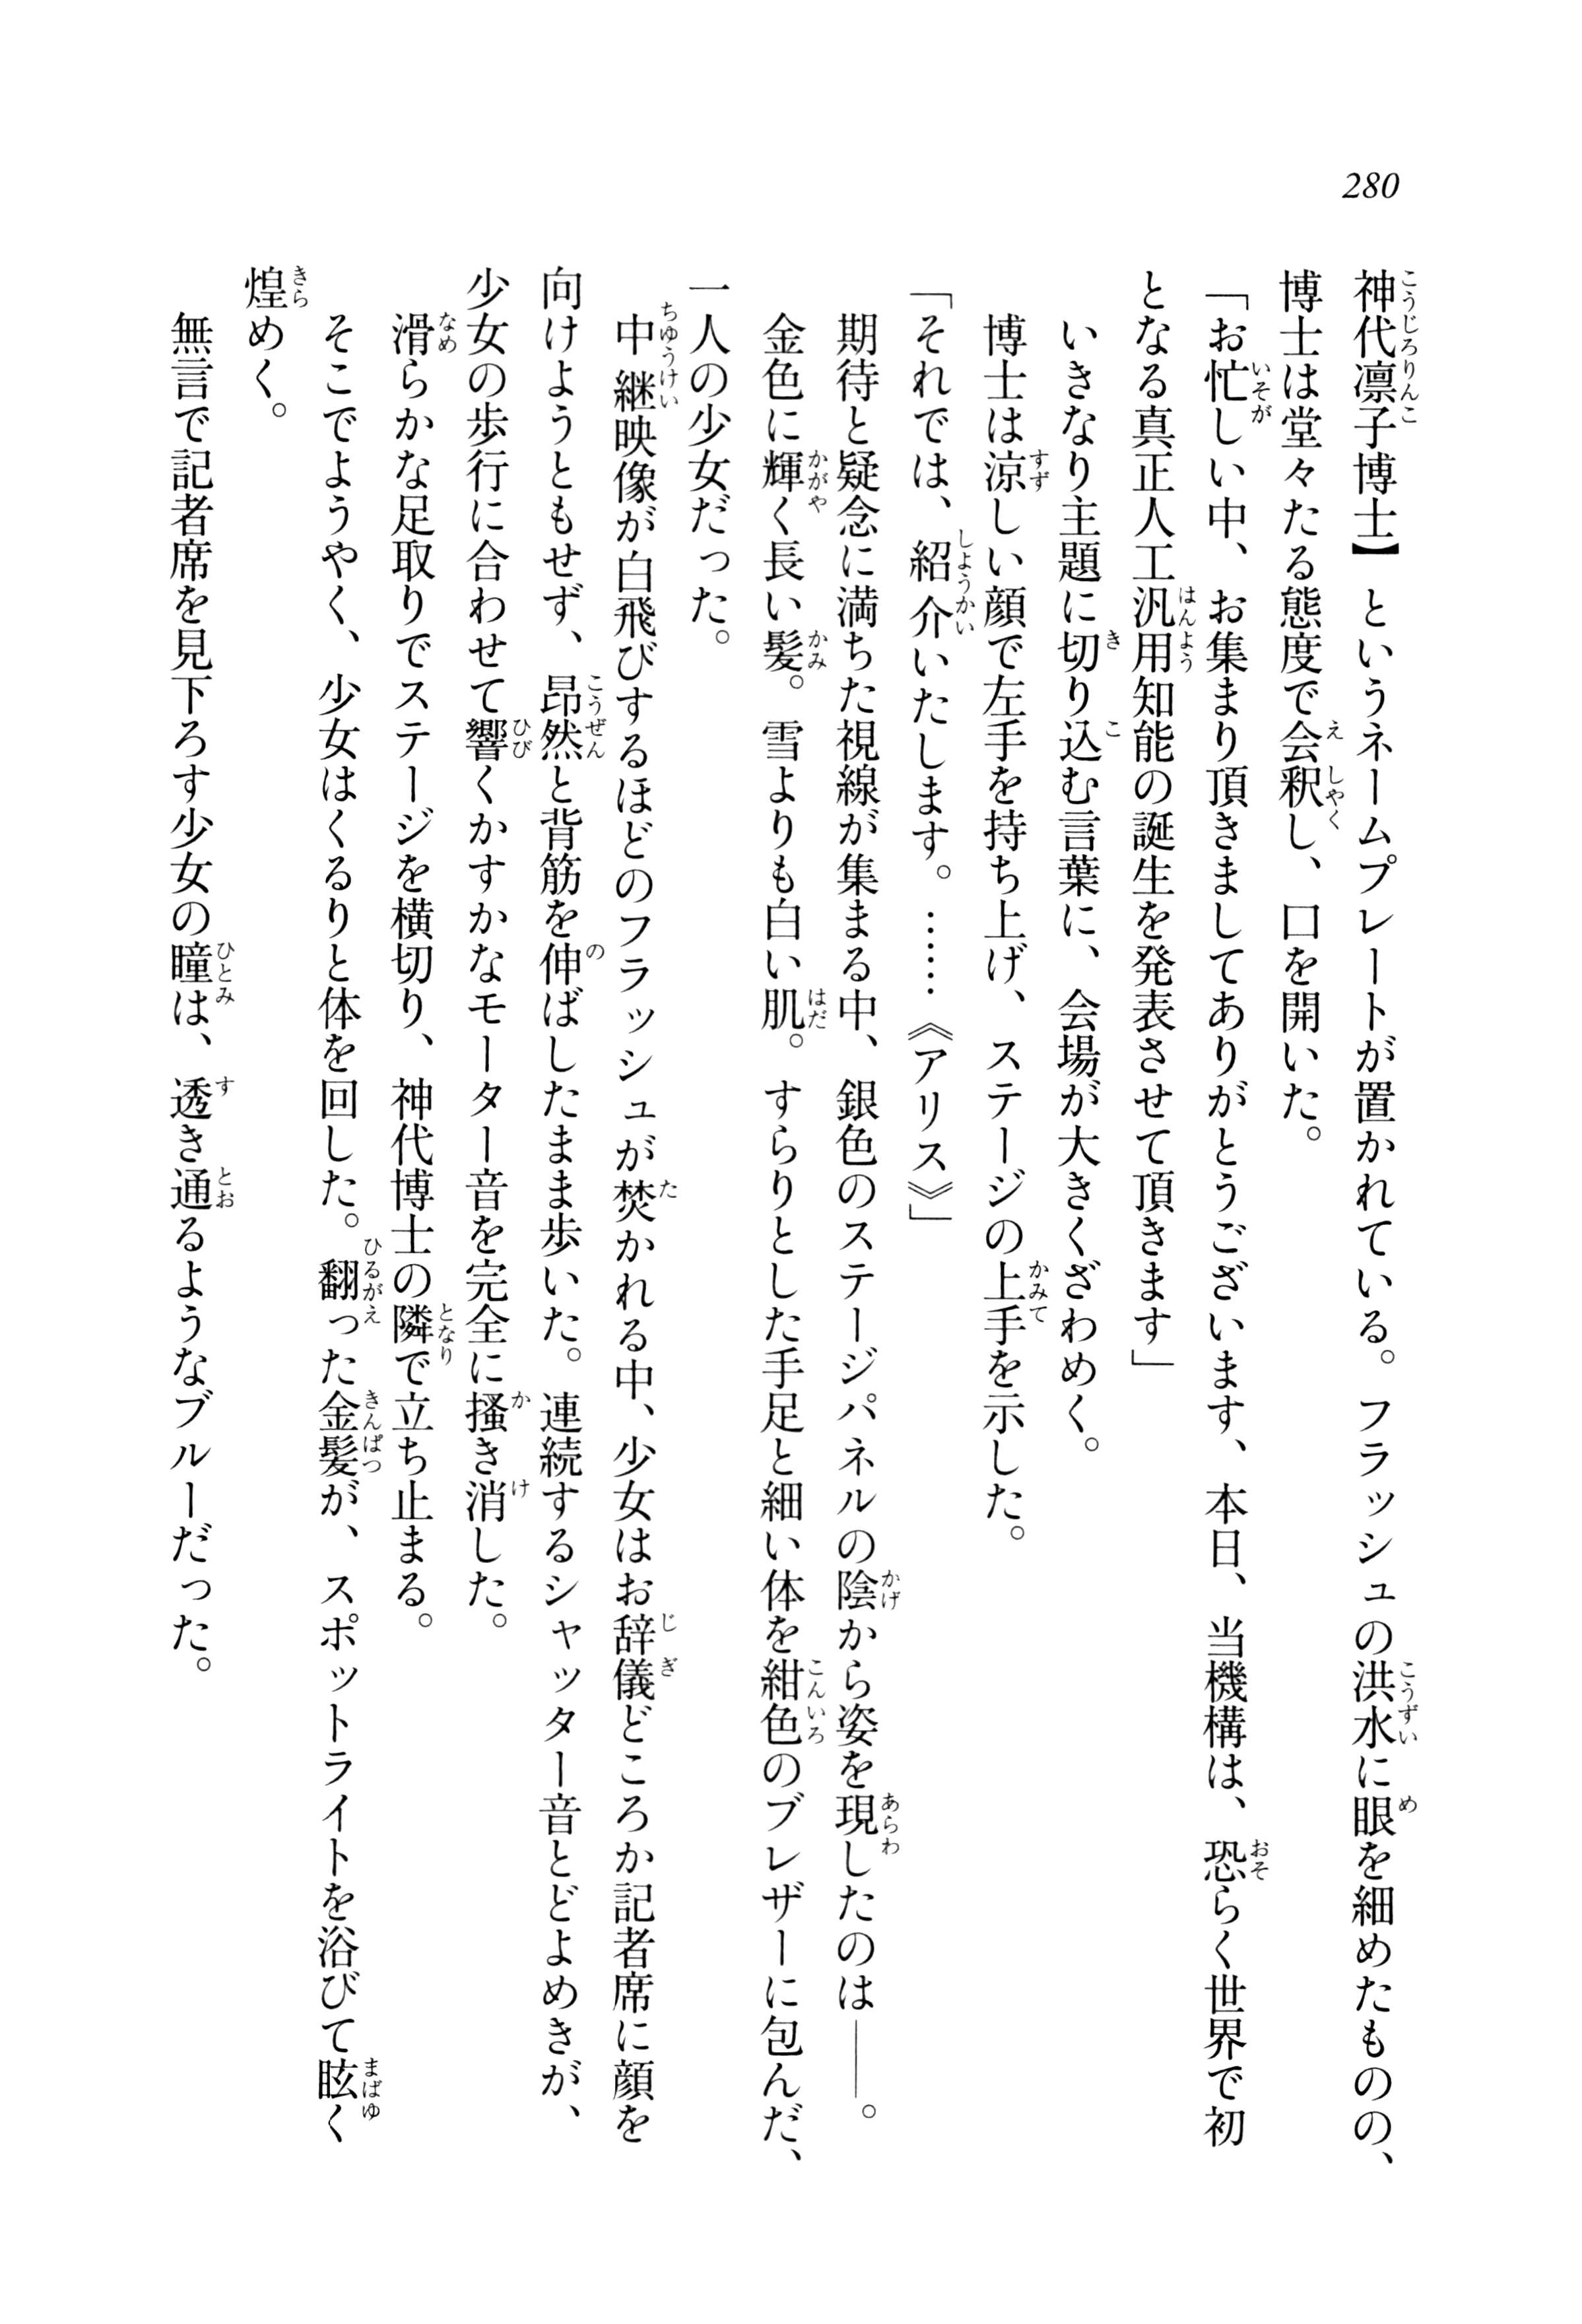 280
神代凛子博士】というネームプレートが置かれている。フラッシュの洪水に眼を細めたものの、
博士は堂々たる態度で会釈し、口を開いた。
「お忙しい中、お集まり頂きましてありがとうございます、本日、当機構は、恐らく世界で初
となる真正人工汎用知能の誕生を発表させて頂きます」
いきなり主題に切り込む言葉に、会場が大きくざわめく。
博士は涼しい顔で左手を持ち上げ、ステージの上手を示した。
「それでは、紹介いたします。……《アリス》」
期待と疑念に満ちた視線が集まる中、銀色のステージパネルの陰から姿を現したのは――。
金色に輝く長い髪。雪よりも白い肌。すらりとした手足と細い体を紺色のブレザーに包んだ、
一人の少女だった。
中継映像が白飛びするほどのフラッシュが焚かれる中、少女はお辞儀どころか記者席に顔を
向けようともせず、昂然と背筋を伸ばしたまま歩いた。連続するシャッター音とどよめきが、
少女の歩行に合わせて響くかすかなモーター音を完全に掻き消した。
滑らかな足取りでステージを横切り、神代博士の隣で立ち止まる。
そこでようやく、少女はくるりと体を回した。翻った金髪が、スポットライトを浴びて眩く
煌めく。
無言で記者席を見下ろす少女の瞳は、透き通るようなブルーだった。